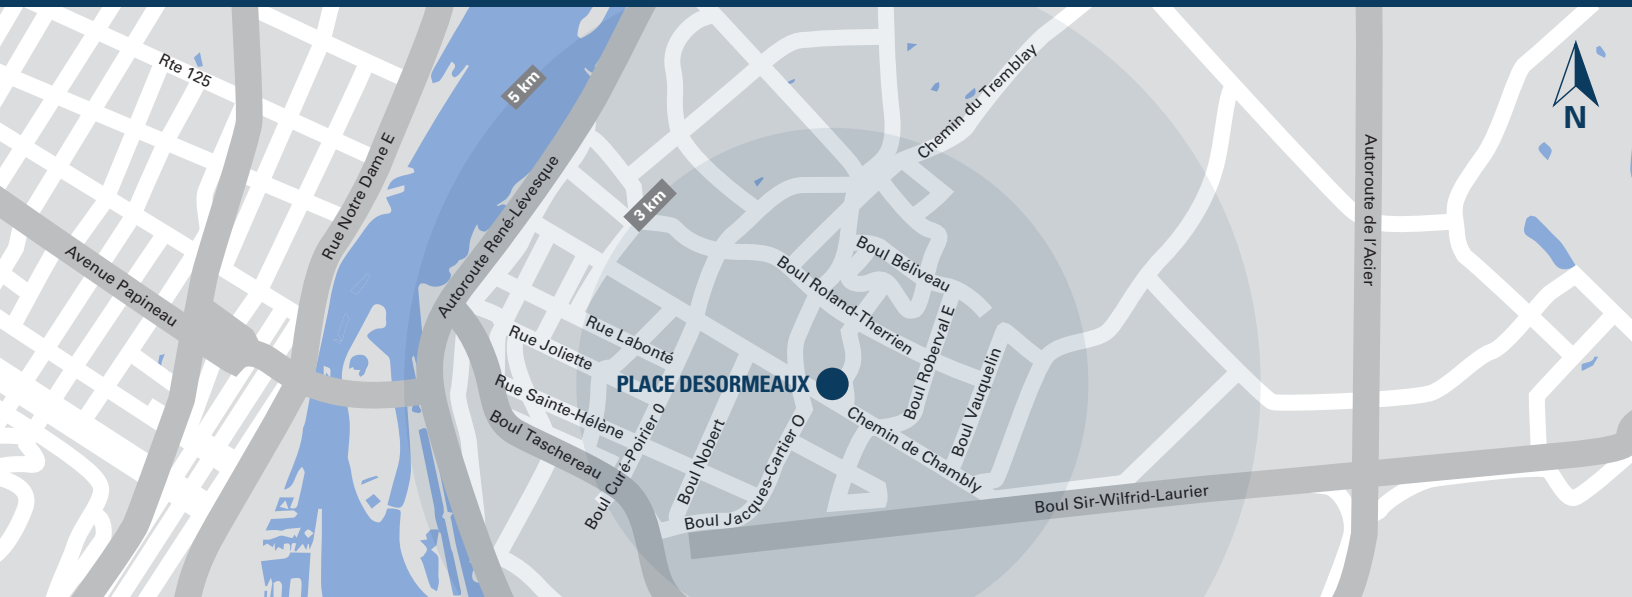 Rte 125
5 km
Chemin du Tremblay
N
Rue Notre Dame E
Autoroute René-Lévesque
Autoroute de l'Acier
3 km
Avenue Papineau
Boul Béliveau
Boul Roland-Therrien
Rue Labonté
Rue Joliette
Boul Roberval E
Boul Vauquelin
PLACE DESORMEAUX
Rue Sainte-Hélène
Boul Taschereau
Boul Curé-Poirier O
Boul Nobert
Boul Jacques-Cartier O
Chemin de Chambly
Boul Sir-Wilfrid-Laurier